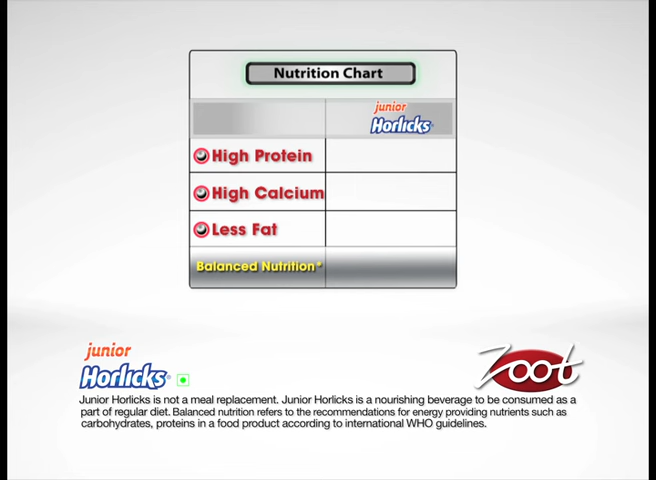 Nutrition Chart
junior
Horlicks
High Protein
High Calcium
Less Fat
Balanced Nutrition*
junior
Horlicks
Zoot
Junior Horlicks is not a meal replacement. Junior Horlicks is a nourishing beverage to be consumed as a
part of regular diet. Balanced nutrition refers to the recommendations for energy providing nutrients such as
carbohydrates, proteins in a food product according to international WHO guidelines.